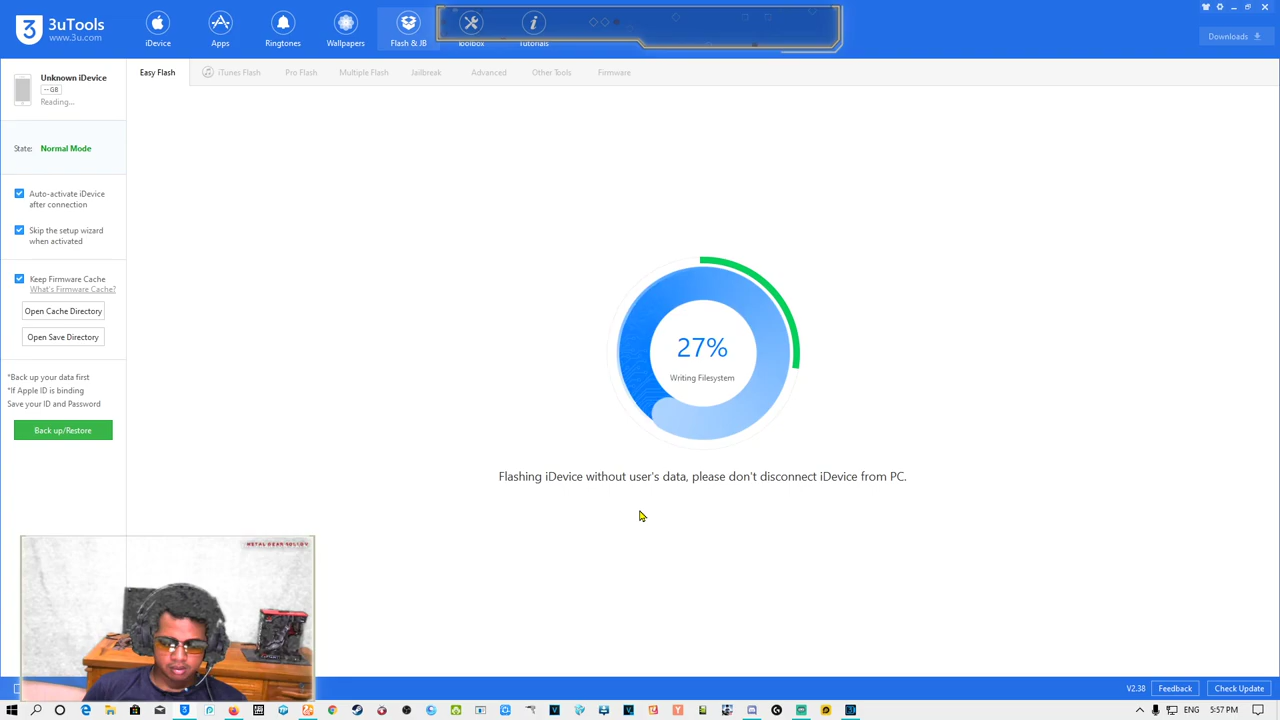 3uTools
www.3u.com
iDevice
Apps
Ringtones
Wallpapers
Flash & JB
Toolbox
Tutorials
Downloads
Unknown iDevice
-- GB
Reading...
Easy Flash
iTunes Flash
Pro Flash
Multiple Flash
Jailbreak
Advanced
Other Tools
Firmware
State: Normal Mode
Auto-activate iDevice
after connection
Skip the setup wizard
when activated
Keep Firmware Cache
What's Firmware Cache?
Open Cache Directory
Open Save Directory
*Back up your data first
*If Apple ID is binding
Save your ID and Password
Back up/Restore
27%
Writing Filesystem
Flashing iDevice without user's data, please don't disconnect iDevice from PC.
METAL GEAR SOLID V
V2.38
Feedback
Check Update
ENG
5:57 PM